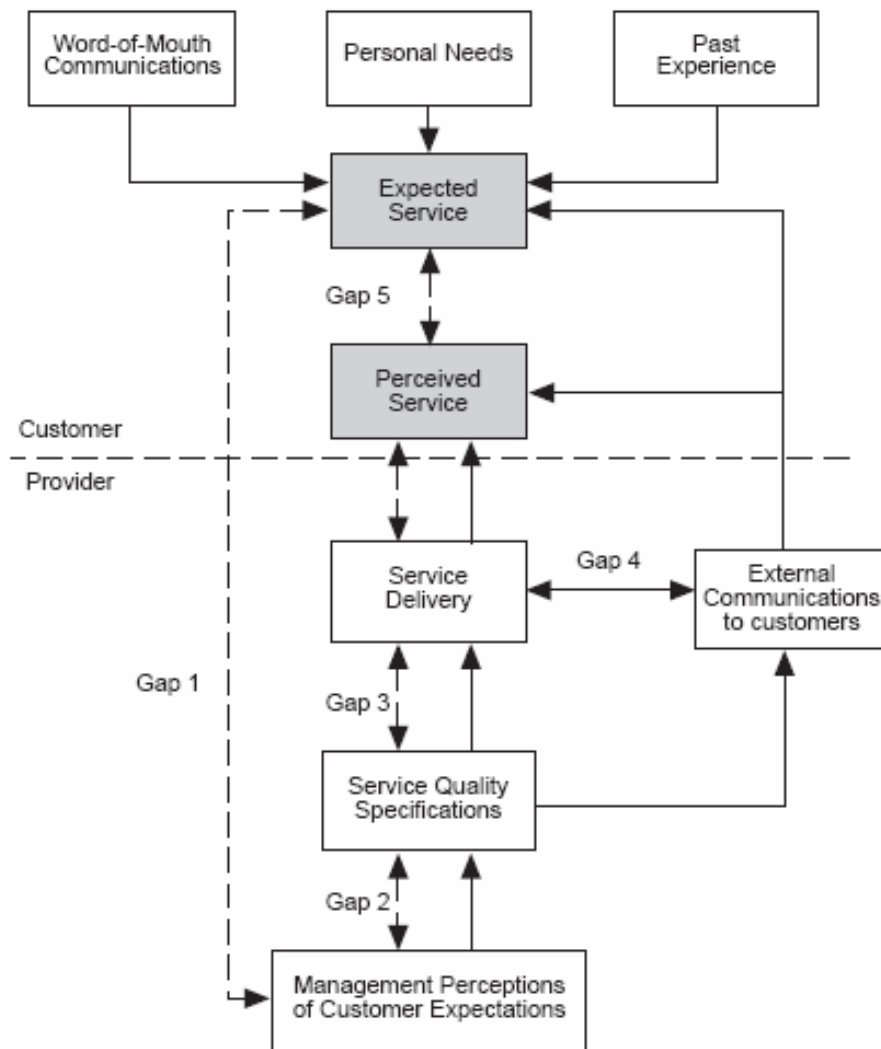 Word-of-Mouth
Communications
Personal Needs
Past
Experience
Expected
Service
Gap 5
Perceived
Service
Customer
Provider
Service
Delivery
Gap 4
External
Communications
to customers
Gap 1
Gap 3
Service Quality
Specifications
Gap 2
Management Perceptions
of Customer Expectations